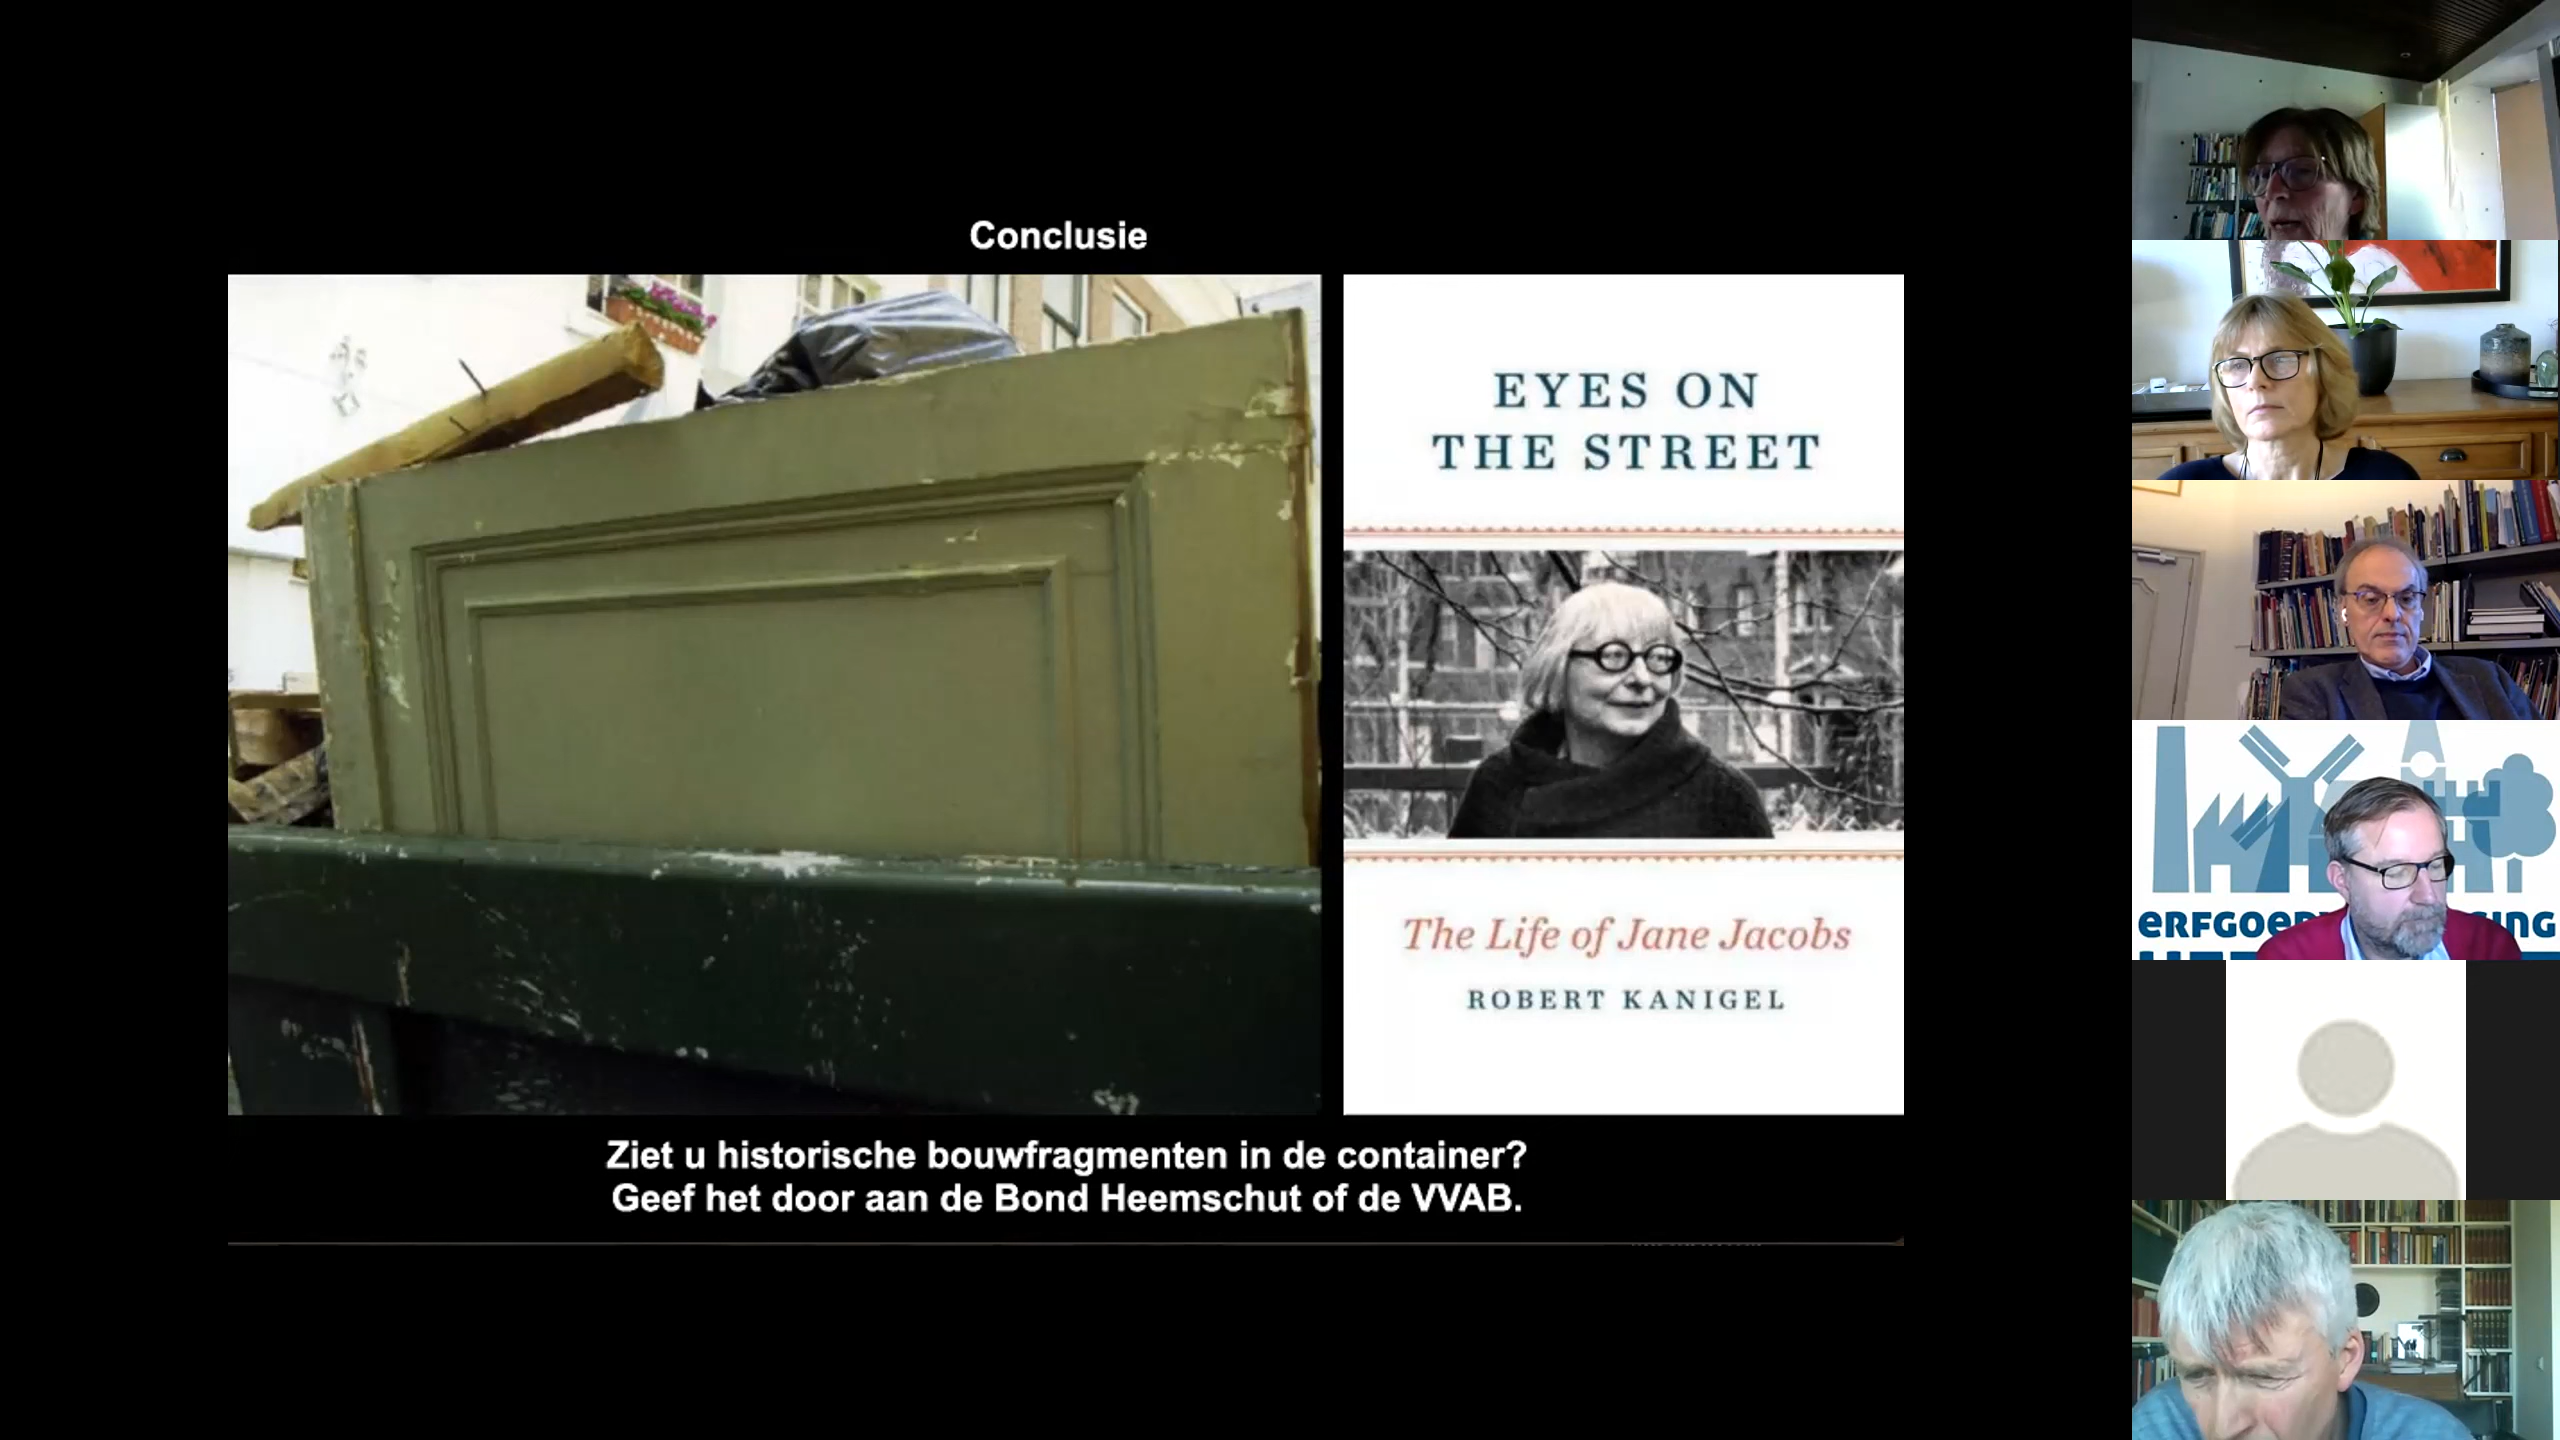 Conclusie
EYES ON
THE STREET
The Life of Jane Jacobs
ROBERT KANIGEL
Ziet u historische bouwfragmenten in de container?
Geef het door aan de Bond Heemschut of de VVAB.